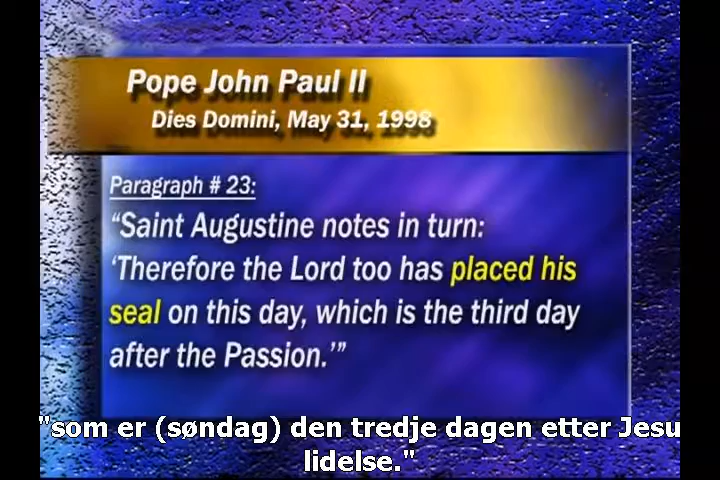 Pope John Paul II
Dies Domini, May 31, 1998
Paragraph # 23:
“Saint Augustine notes in turn:
‘Therefore the Lord too has placed his
seal on this day, which is the third day
after the Passion.’”
"som er (søndag) den tredje dagen etter Jesu
lidelse."